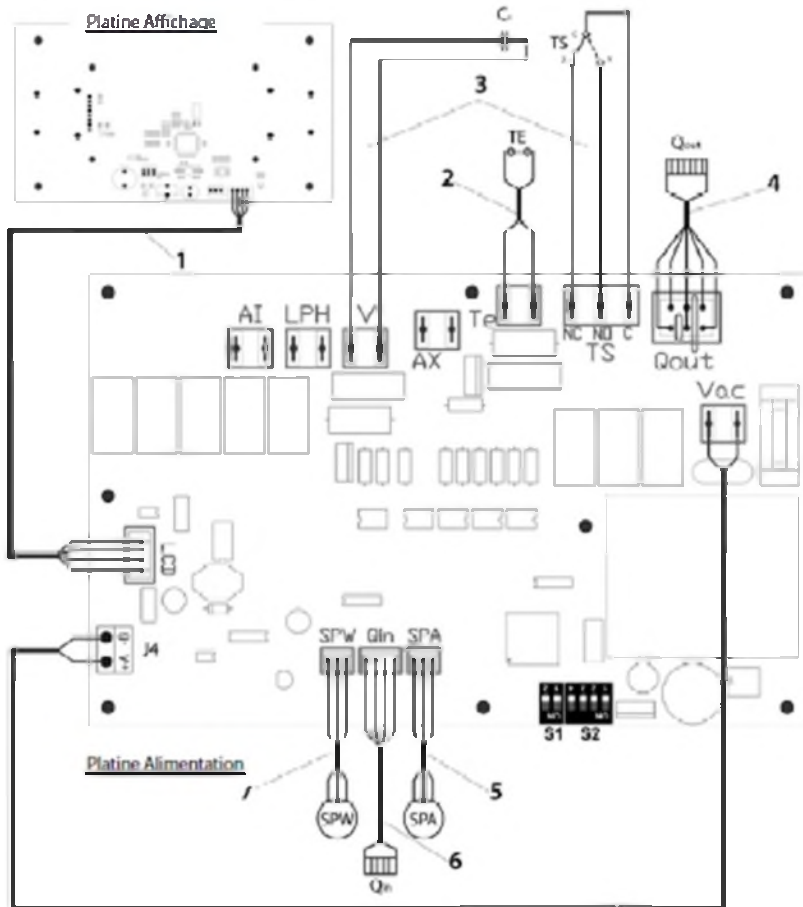 Platine Affichage
C
TS
3
TE
Qout
2
4
1
AI LPH V
AX
Te
NC NO C
TS
Qout
Vac
J4
SPW Qin SPA
S1 S2
Platine Alimentation
5
SPW
SPA
6
Qin